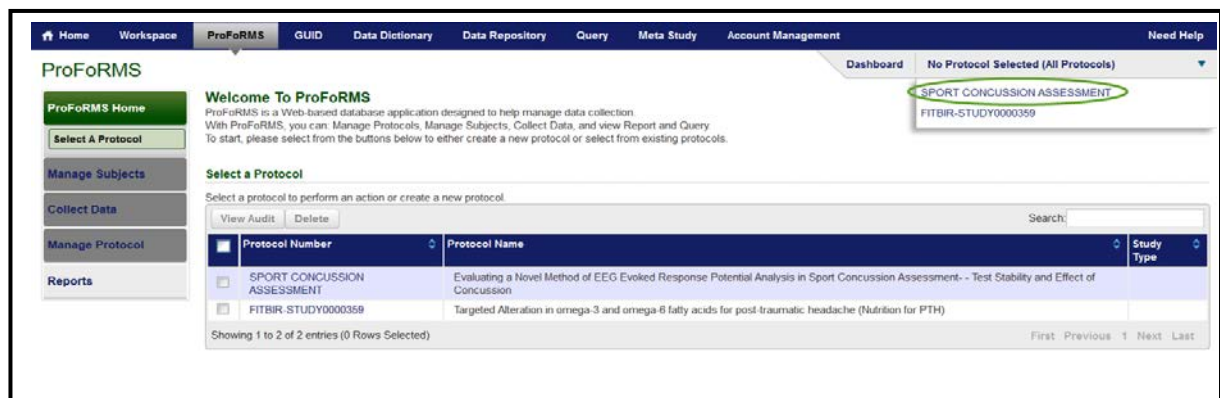 Home Workspace ProFoRMS GUID Data Dictionary Data Repository Query Meta Study Account Management Need Help
ProFoRMS
Dashboard No Protocol Selected (All Protocols)
SPORT CONCUSSION ASSESSMENT
FITBIR-STUDY0000359
ProFoRMS Home
Select A Protocol
Manage Subjects
Collect Data
Manage Protocol
Reports
Welcome To ProFoRMS
ProFoRMS is a Web-based database application designed to help manage data collection.
With ProFoRMS, you can: Manage Protocols, Manage Subjects, Collect Data, and view Report and Query.
To start, please select from the buttons below to either create a new protocol or select from existing protocols.
Select a Protocol
Select a protocol to perform an action or create a new protocol.
View Audit Delete Search:
Protocol Number Protocol Name Study
Type
SPORT CONCUSSION Evaluating a Novel Method of EEG Evoked Response Potential Analysis in Sport Concussion Assessment- - Test Stability and Effect of
ASSESSMENT Concussion
FITBIR-STUDY0000359 Targeted Alteration in omega-3 and omega-6 fatty acids for post-traumatic headache (Nutrition for PTH)
Showing 1 to 2 of 2 entries (0 Rows Selected) First Previous 1 Next Last